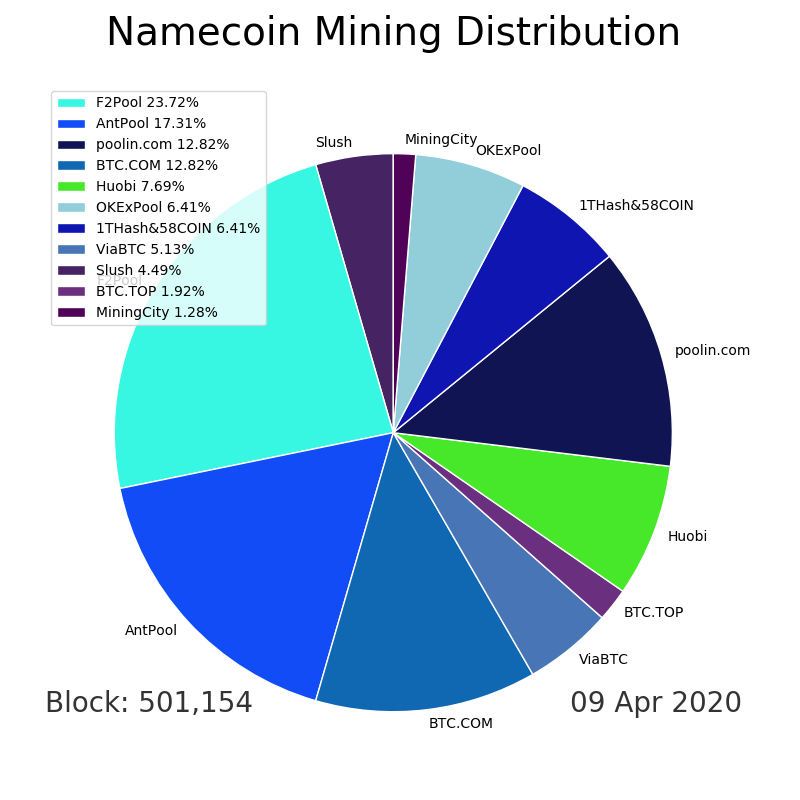 Namecoin Mining Distribution
F2Pool 23.72%
AntPool 17.31%
poolin.com 12.82%
BTC.COM 12.82%
Huobi 7.69%
OKExPool 6.41%
1THash&58COIN 6.41%
ViaBTC 5.13%
Slush 4.49%
BTC.TOP 1.92%
MiningCity 1.28%
F2Pool
Slush
MiningCity
OKExPool
1THash&58COIN
poolin.com
Huobi
BTC.TOP
ViaBTC
BTC.COM
AntPool
Block: 501,154
09 Apr 2020